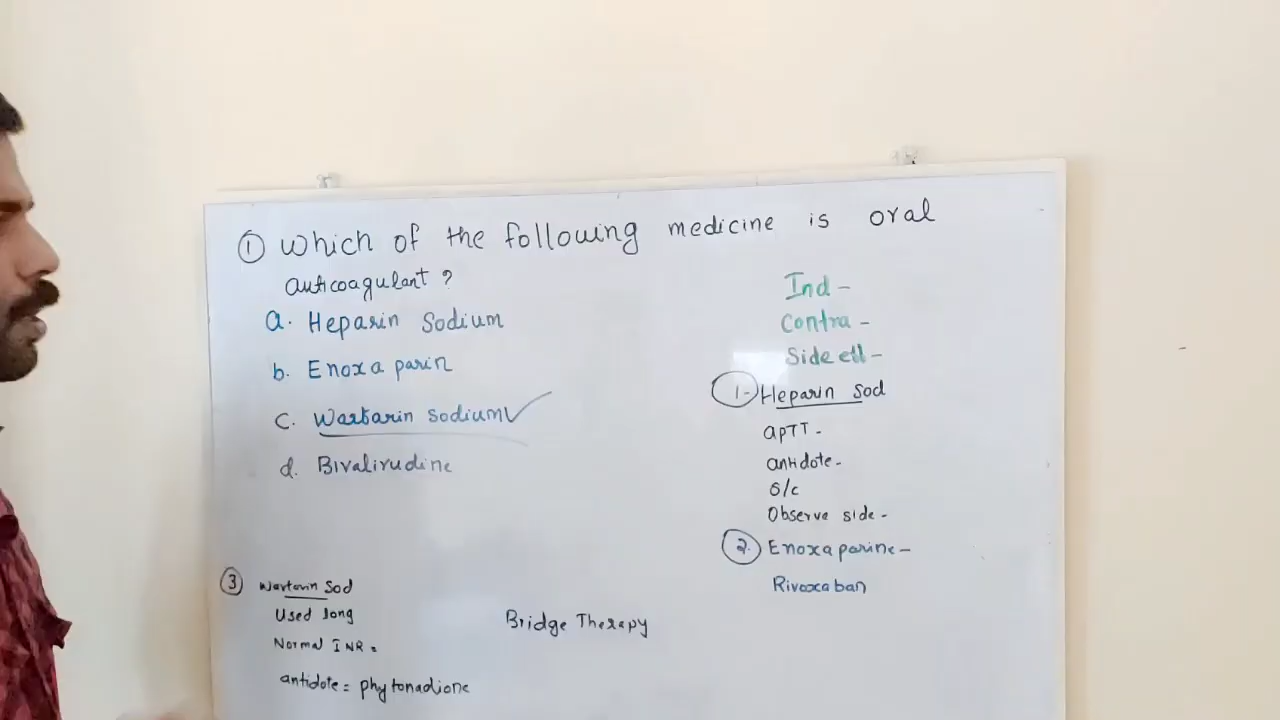 ① Which of the following medicine is oral
anticoagulant ?
a. Heparin Sodium
b. Enoxa parin
c. Warfarin sodium ✓
d. Bivalirudine
Ind -
Contra -
Side eff -
1- Heparin Sod
aPTT -
antidote -
S/c
Observe side -
2. Enoxaparine -
Rivaoxaban
③ Warfarin Sod
Used long
Normal INR =
antidote = phytonadione
Bridge Therapy